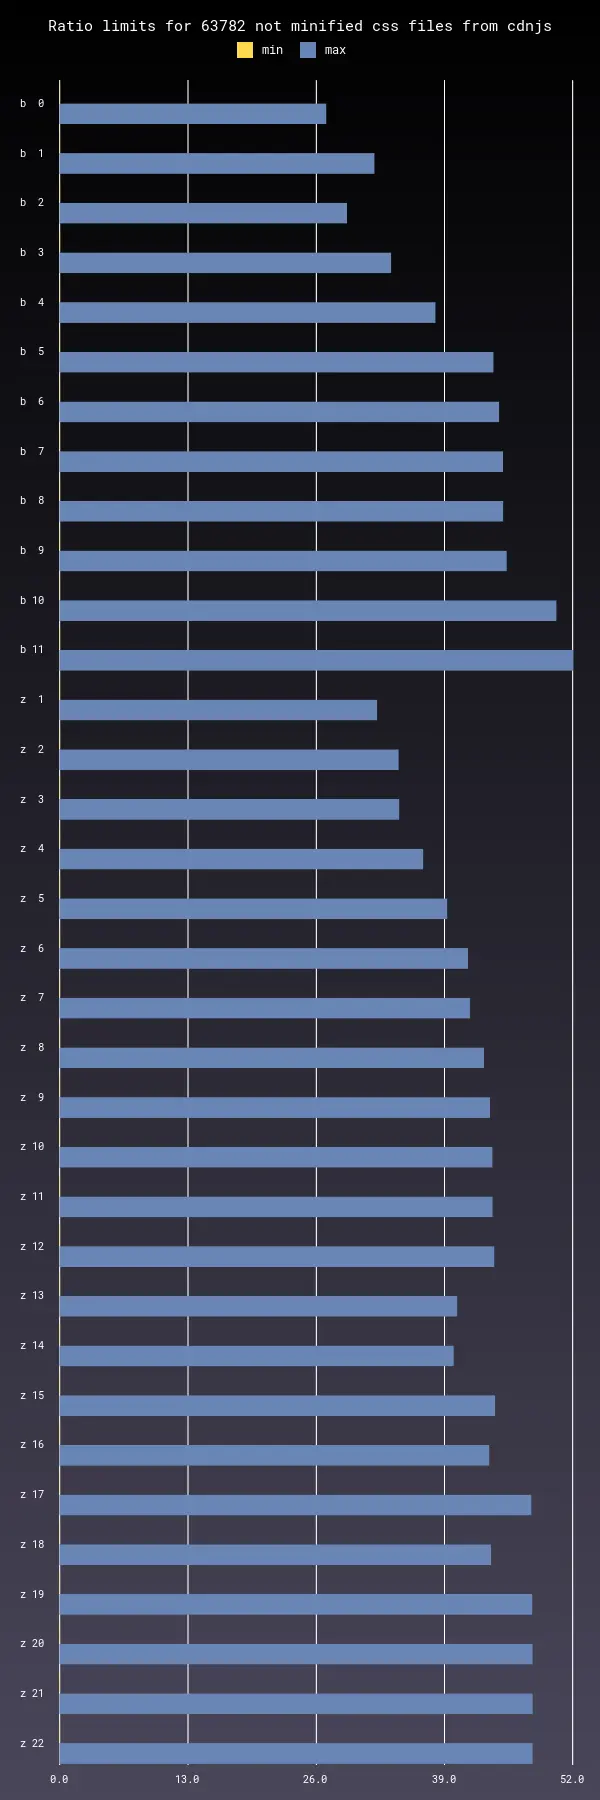 Ratio limits for 63782 not minified css files from cdnjs
min max
b 0
b 1
b 2
b 3
b 4
b 5
b 6
b 7
b 8
b 9
b 10
b 11
z 1
z 2
z 3
z 4
z 5
z 6
z 7
z 8
z 9
z 10
z 11
z 12
z 13
z 14
z 15
z 16
z 17
z 18
z 19
z 20
z 21
z 22
0.0 13.0 26.0 39.0 52.0